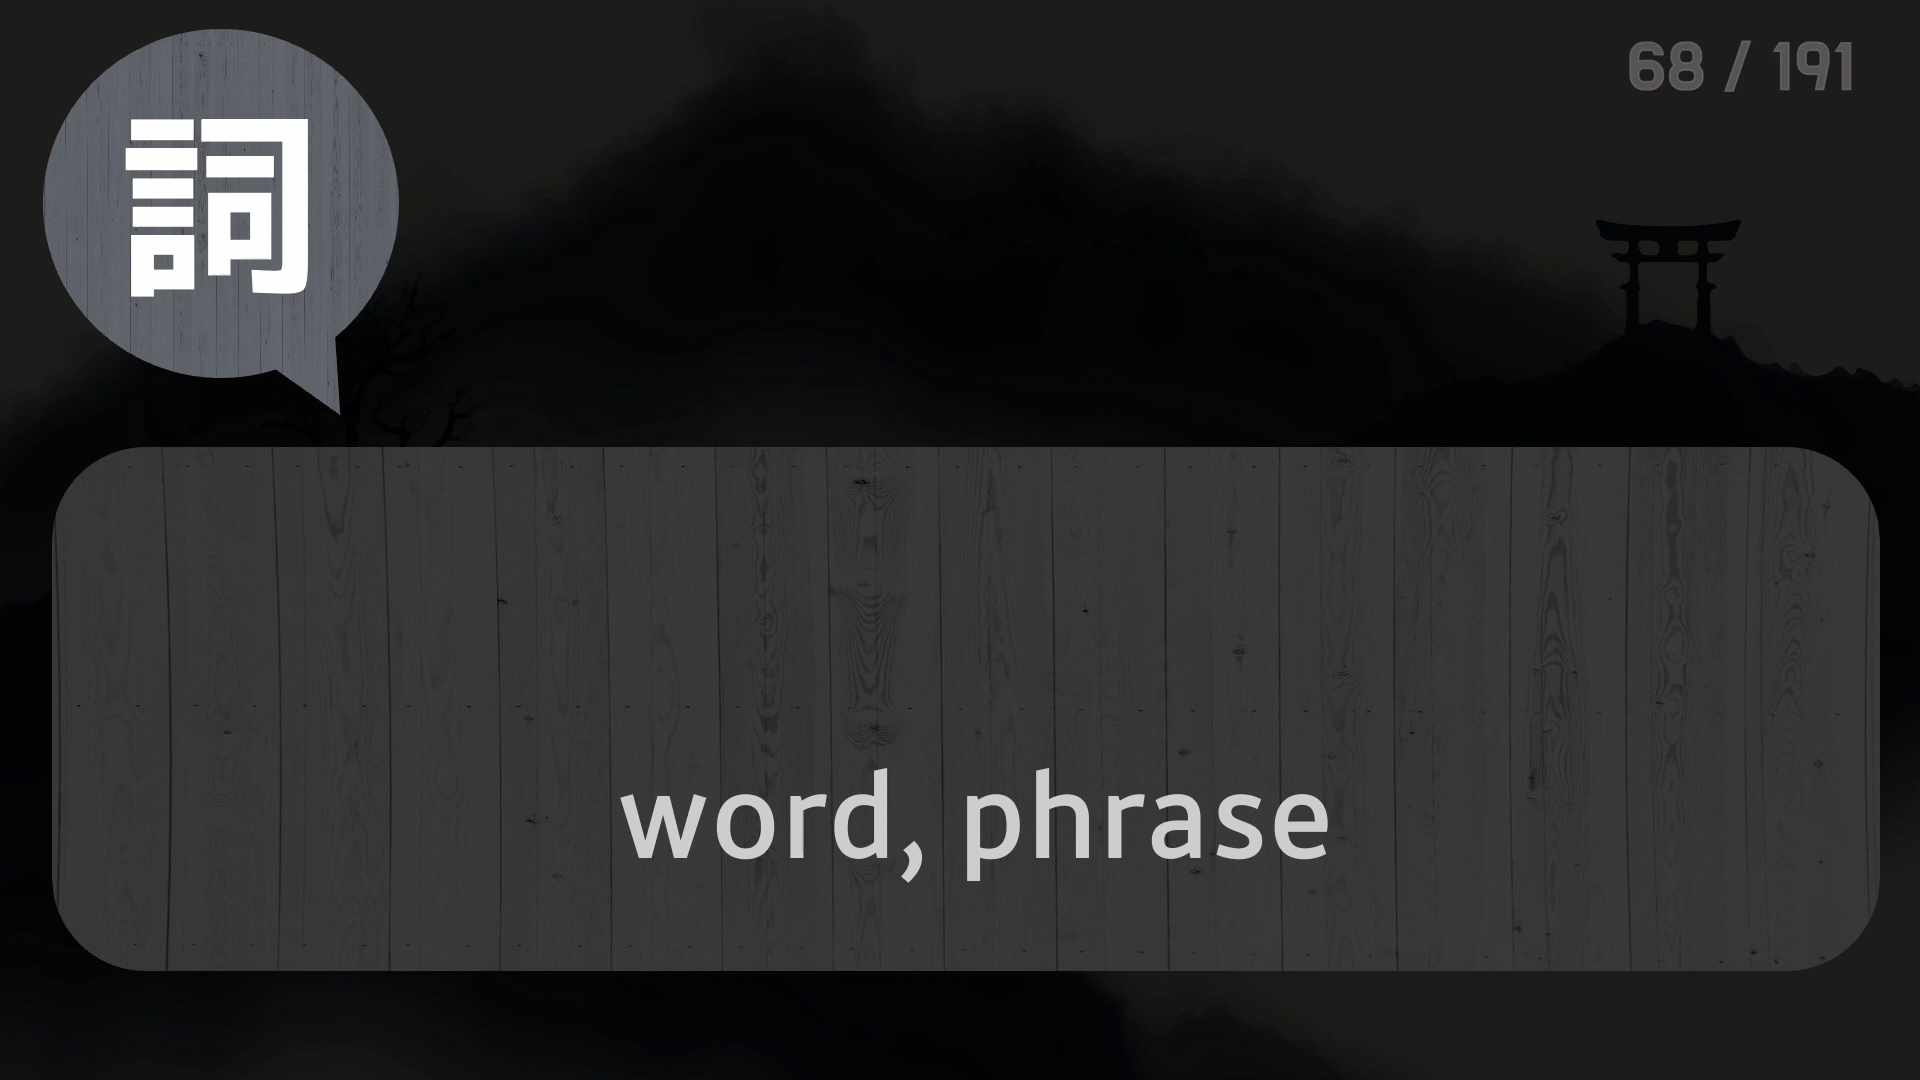 詞
68 / 191
word, phrase